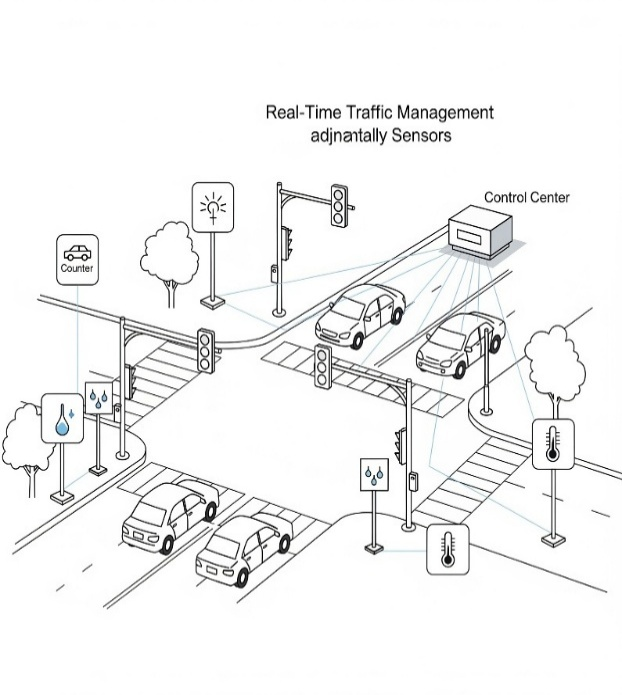 Real-Time Traffic Management
adjnantally Sensors
Control Center
Counter